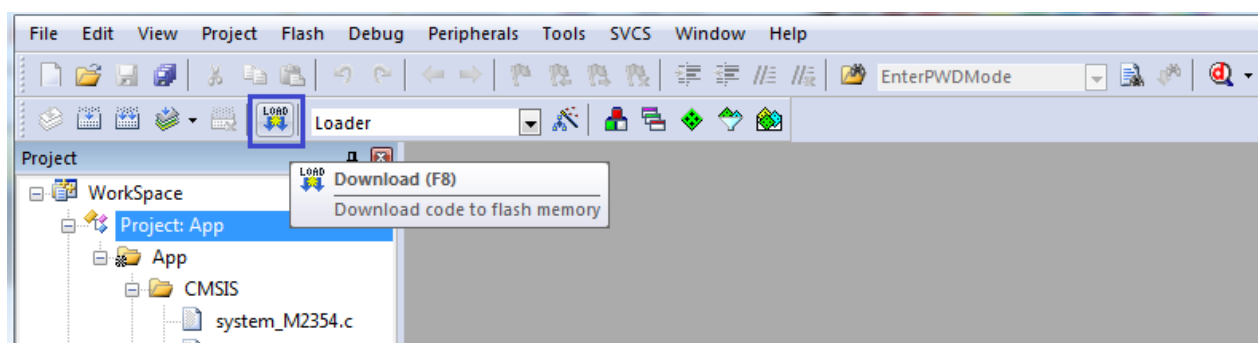 File Edit View Project Flash Debug Peripherals Tools SVCS Window Help
EnterPWDMode
LOAD Loader
Project
LOAD Download (F8)
Download code to flash memory
WorkSpace
Project: App
App
CMSIS
system_M2354.c